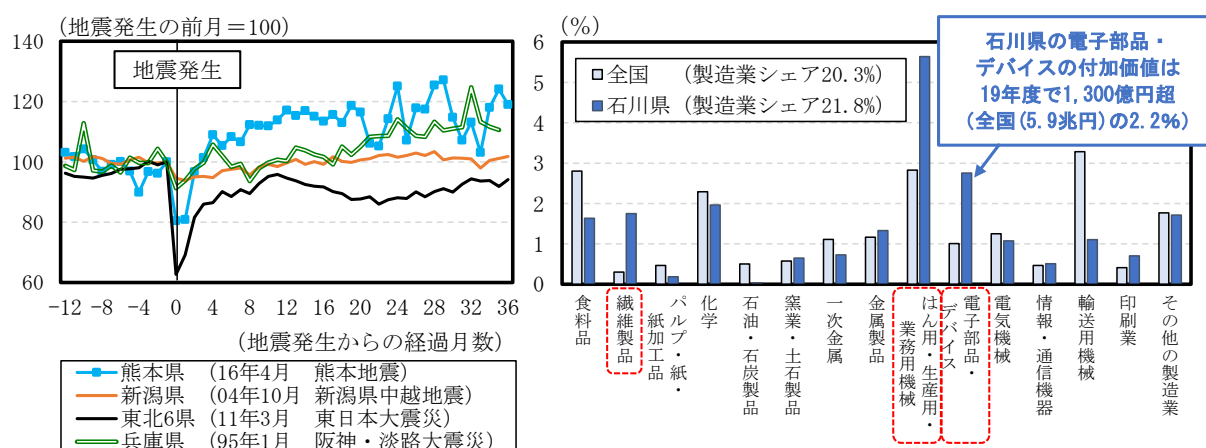 (地震発生の前月＝100)
140
120
100
80
60
地震発生
−12 −8 −4 0 4 8 12 16 20 24 28 32 36
(地震発生からの経過月数)
熊本県 (16年4月 熊本地震)
新潟県 (04年10月 新潟県中越地震)
東北6県 (11年3月 東日本大震災)
兵庫県 (95年1月 阪神・淡路大震災)
(%)
6
5
4
3
2
1
0
全国 (製造業シェア20.3%)
石川県 (製造業シェア21.8%)
石川県の電子部品・
デバイスの付加価値は
19年度で1,300億円超
(全国(5.9兆円)の2.2%)
食料品
繊維製品
パルプ・紙・
紙加工品
化学
石油・石炭製品
窯業・土石製品
一次金属
金属製品
はん用・生産用・
業務用機械
電子部品・
デバイス
電気機械
情報・通信機器
輸送用機械
印刷業
その他の製造業